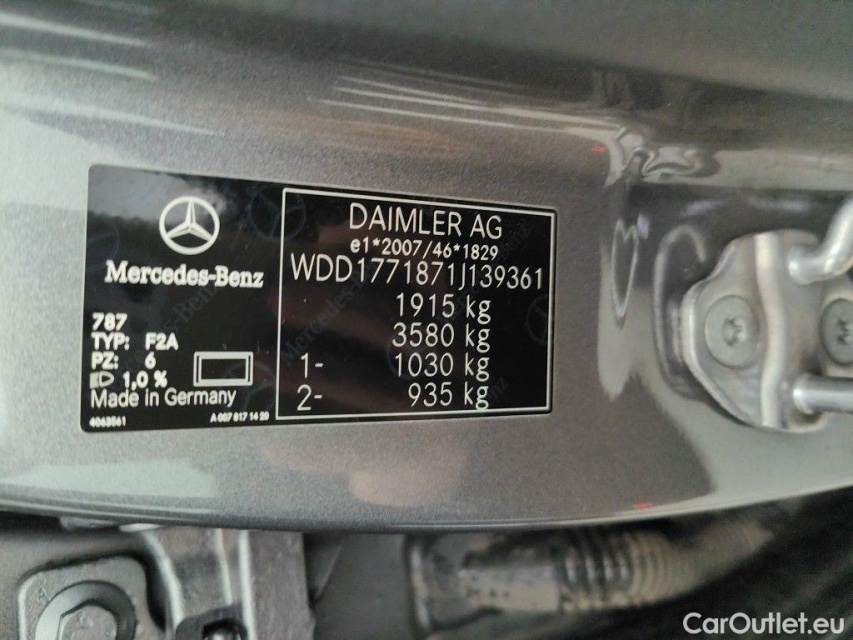 Mercedes-Benz
787
TYP: F2A
PZ: 6
1,0 %
Made in Germany
4063561
A 007 817 14 20
DAIMLER AG
e1*2007/46*1829
WDD1771871J139361
1915 kg
3580 kg
1- 1030 kg
2- 935 kg
CarOutlet.eu